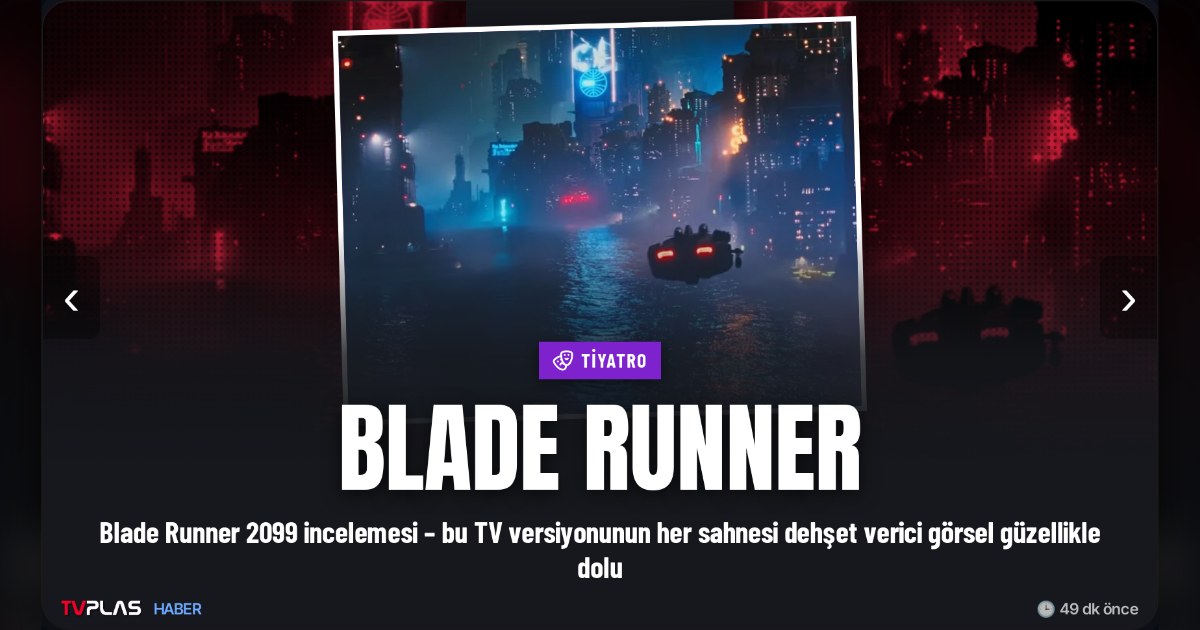 TİYATRO
BLADE RUNNER
Blade Runner 2099 incelemesi – bu TV versiyonunun her sahnesi dehşet verici görsel güzellikle
dolu
TVPLAS HABER
49 dk önce